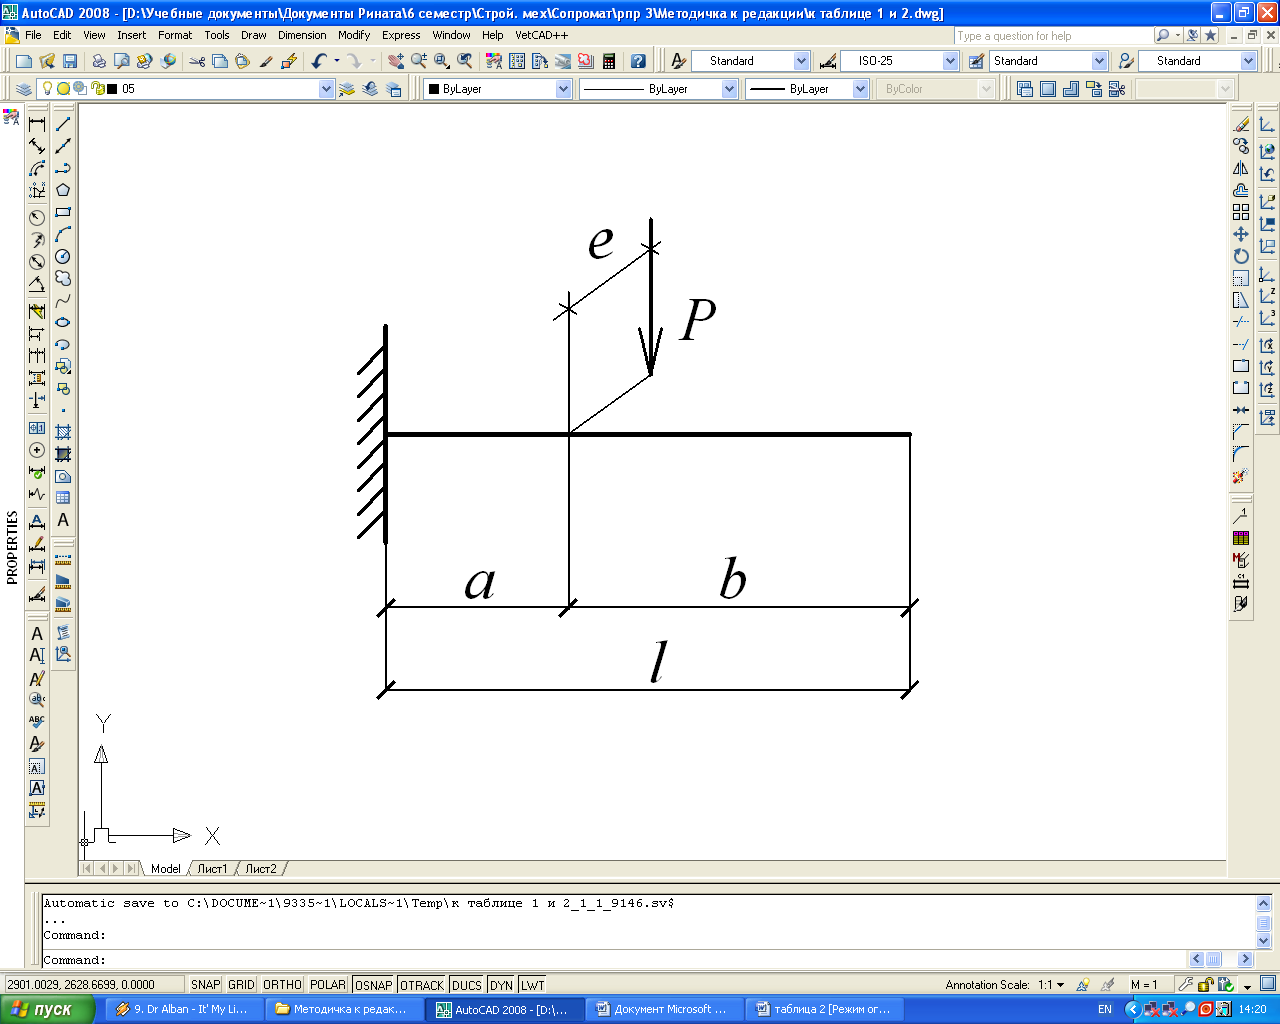 AutoCAD 2008 - [D:\Учебные документы\Документы Рината\6 семестр\Строй. мех\Сопромат\рпр 3\Методичка к редакции\к таблице 1 и 2.dwg]
File Edit View Insert Format Tools Draw Dimension Modify Express Window Help VetCAD++
Type a question for help
Standard ISO-25 Standard Standard
05 ByLayer ByLayer ByLayer ByColor
PROPERTIES
e
P
a b
l
Y
X
Model Лист1 Лист2
Automatic save to C:\DOCUME~1\9335~1\LOCALS~1\Temp\к таблице 1 и 2_1_1_9146.sv$
...
Command:
Command:
2901.0029, 2628.6699, 0.0000 SNAP GRID ORTHO POLAR OSNAP OTRACK DUCS DYN LWT Annotation Scale: 1:1 M = 1
пуск 9. Dr Alban - It' My Li... Методичка к редак... AutoCAD 2008 - [D:\... Документ Microsoft ... таблица 2 [Режим ог... EN 14:20